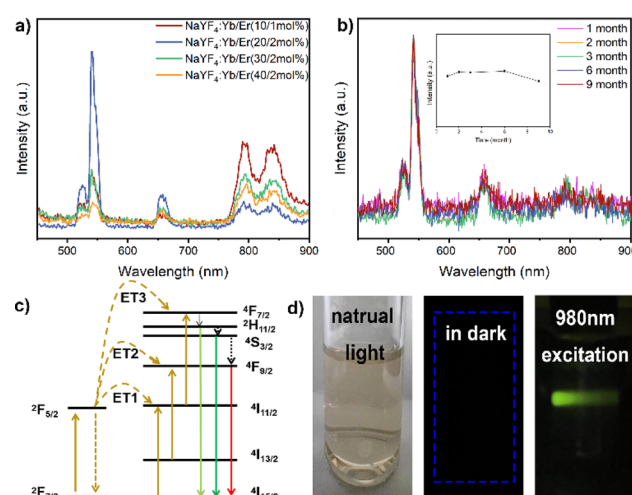 a)
NaYF4:Yb/Er(10/1mol%)
NaYF4:Yb/Er(20/2mol%)
NaYF4:Yb/Er(30/2mol%)
NaYF4:Yb/Er(40/2mol%)
Intensity (a.u.)
500 600 700 800 900
Wavelength (nm)
b)
1 month
2 month
3 month
6 month
9 month
Intensity (a.u.)
Intensity (a.u.)
Time (month)
500 600 700 800 900
Wavelength (nm)
c)
ET3
ET2
ET1
4F7/2
2H11/2
4S3/2
4F9/2
2F5/2
4I11/2
4I13/2
d)
natrual
light
in dark
980nm
excitation